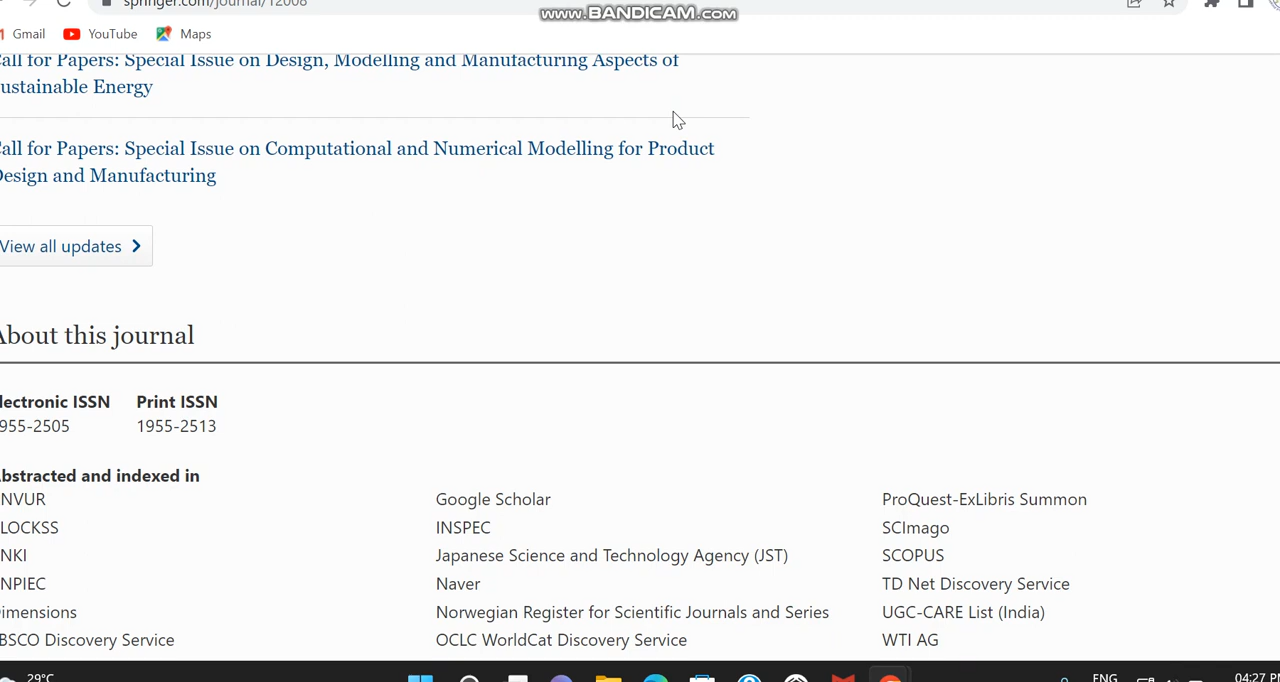 springer.com/journal/12008
www.BANDICAM.com
Gmail YouTube Maps
all for Papers: Special Issue on Design, Modelling and Manufacturing Aspects of
ustainable Energy
all for Papers: Special Issue on Computational and Numerical Modelling for Product
esign and Manufacturing
View all updates
About this journal
lectronic ISSN Print ISSN
955-2505 1955-2513
bstracted and indexed in
NVUR Google Scholar ProQuest-ExLibris Summon
LOCKSS INSPEC SCImago
NKI Japanese Science and Technology Agency (JST) SCOPUS
NPIEC Naver TD Net Discovery Service
imensions Norwegian Register for Scientific Journals and Series UGC-CARE List (India)
BSCO Discovery Service OCLC WorldCat Discovery Service WTI AG
29°C ENG 04:27 P